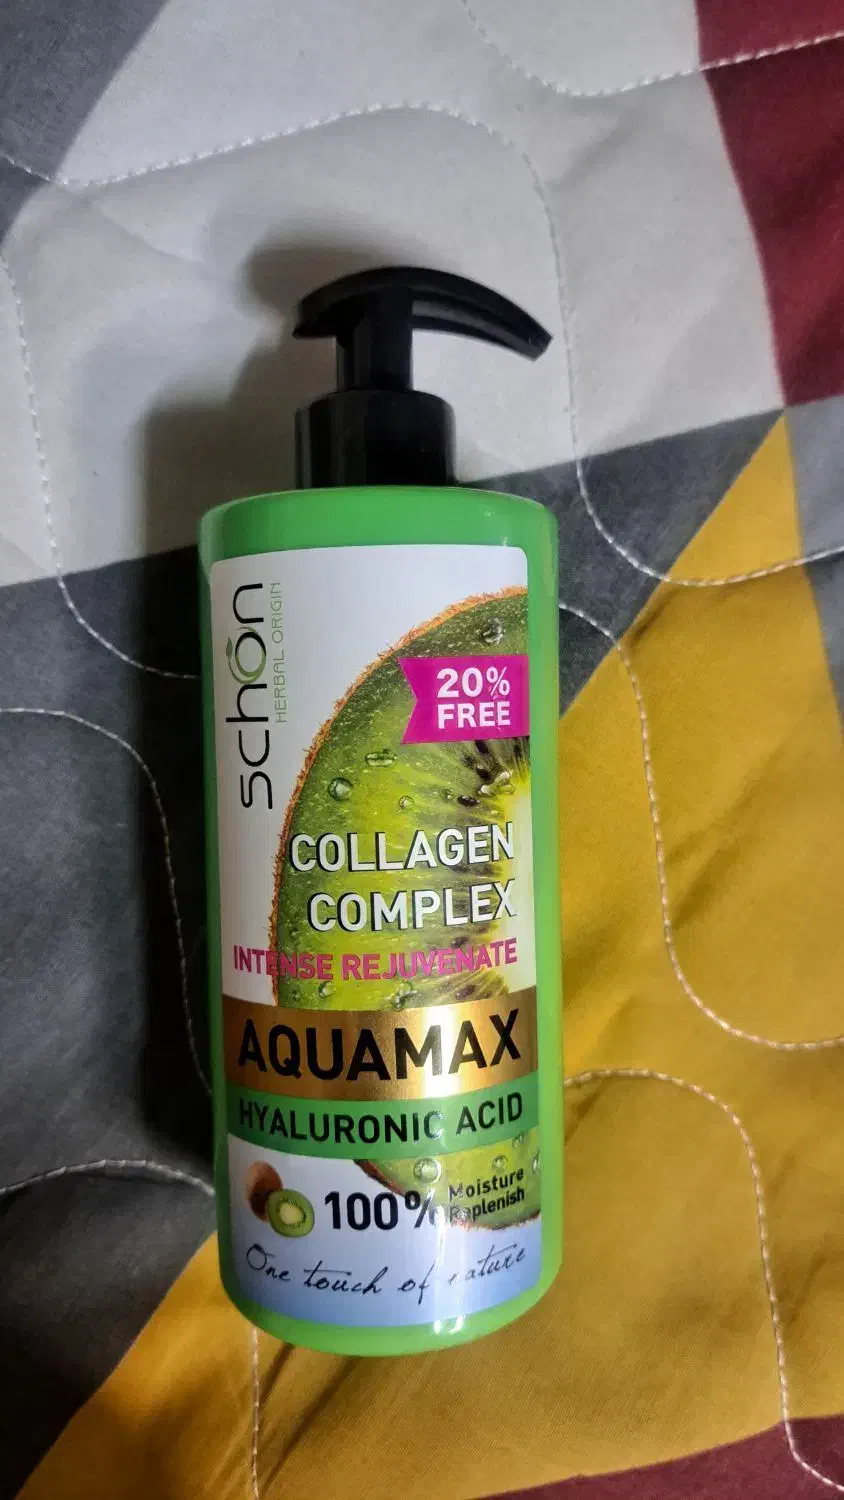 schon
HERBAL ORIGIN
20%
FREE
COLLAGEN
COMPLEX
INTENSE REJUVENATE
AQUAMAX
HYALURONIC ACID
100% Moisture
Replenish
One touch of nature